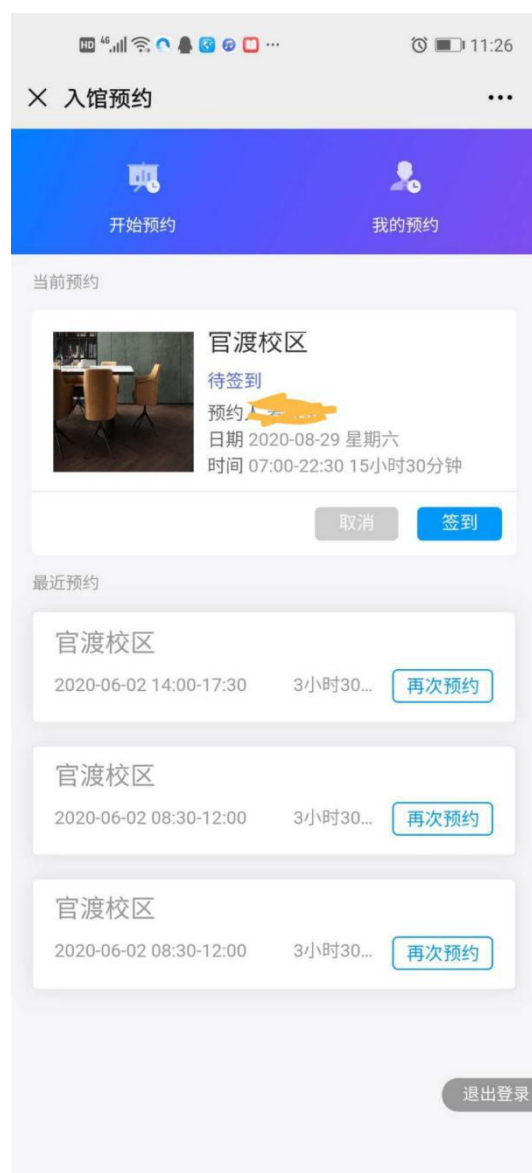 HD 4G 11:26
入馆预约
开始预约 我的预约
当前预约
官渡校区
待签到
预约人
日期 2020-08-29 星期六
时间 07:00-22:30 15小时30分钟
取消 签到
最近预约
官渡校区
2020-06-02 14:00-17:30 3小时30... 再次预约
官渡校区
2020-06-02 08:30-12:00 3小时30... 再次预约
官渡校区
2020-06-02 08:30-12:00 3小时30... 再次预约
退出登录